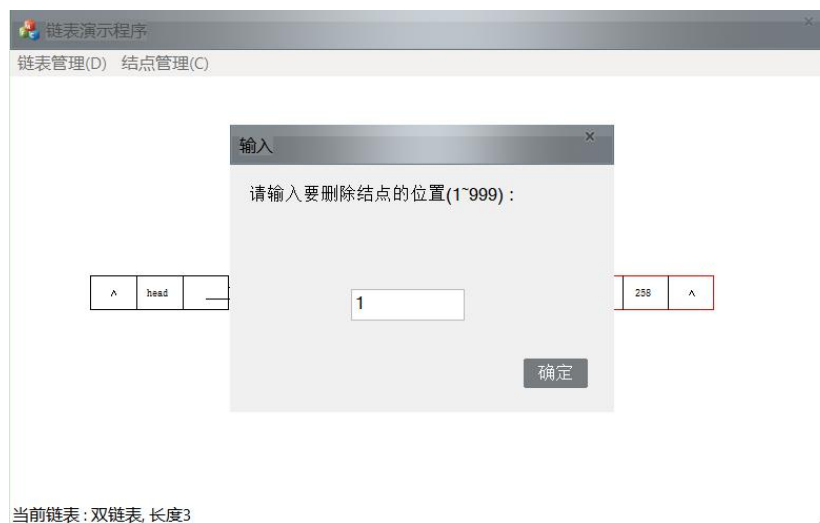 链表演示程序
链表管理(D) 结点管理(C)
输入
请输入要删除结点的位置(1~999) :
^ head 258 ^
1
确定
当前链表 : 双链表, 长度3